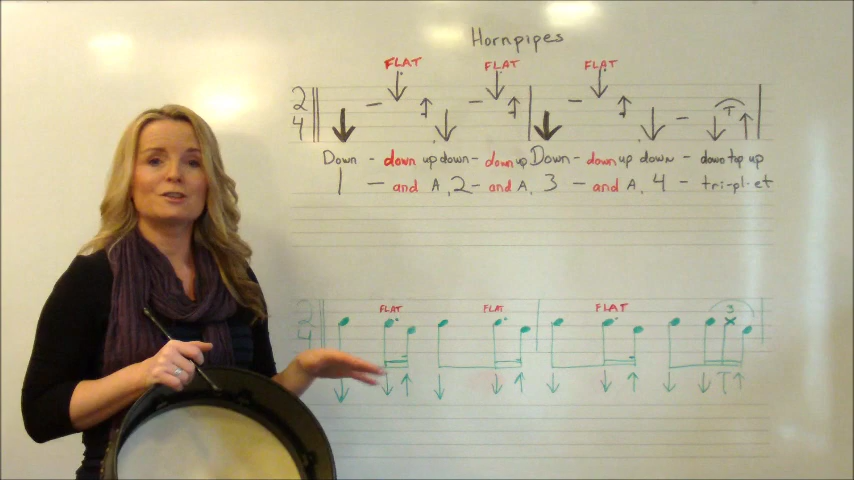 Hornpipes
FLAT FLAT FLAT
2
4
T
Down - down up down - down up Down - down up down - down top up
1 - and A, 2 - and A, 3 - and A, 4 - tri-pl-et
FLAT FLAT FLAT 3
2
4
T